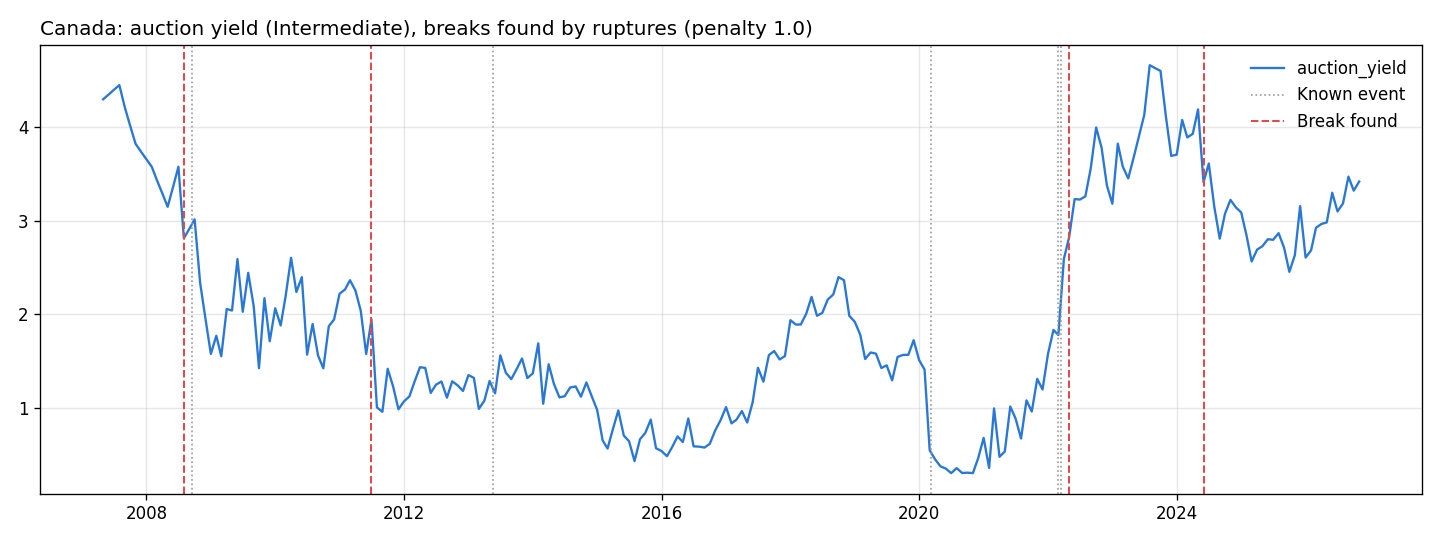 Canada: auction yield (Intermediate), breaks found by ruptures (penalty 1.0)
auction_yield
Known event
Break found
4
3
2
1
2008 2012 2016 2020 2024